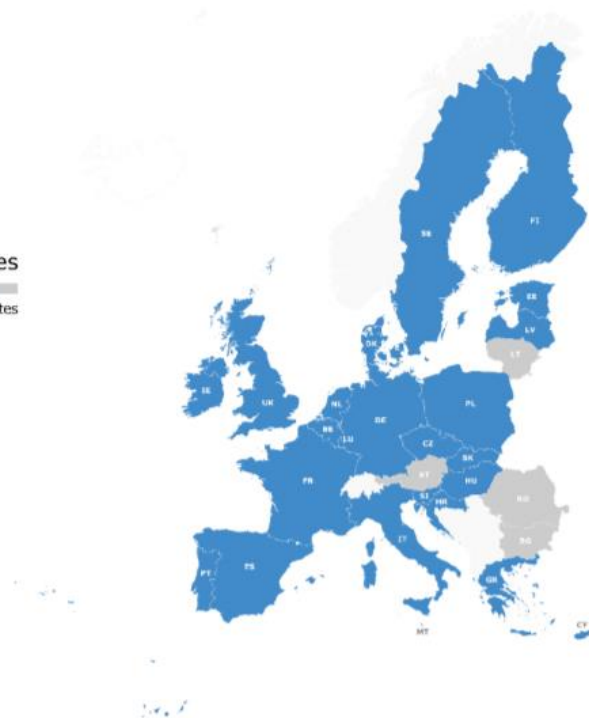 FI
SE
EE
LV
es
tes
DK
LT
IE
UK
NL
DE
PL
BE
LU
CZ
SK
FR
AT
HU
RO
SI
HR
IT
BG
PT
ES
GR
MT
CY